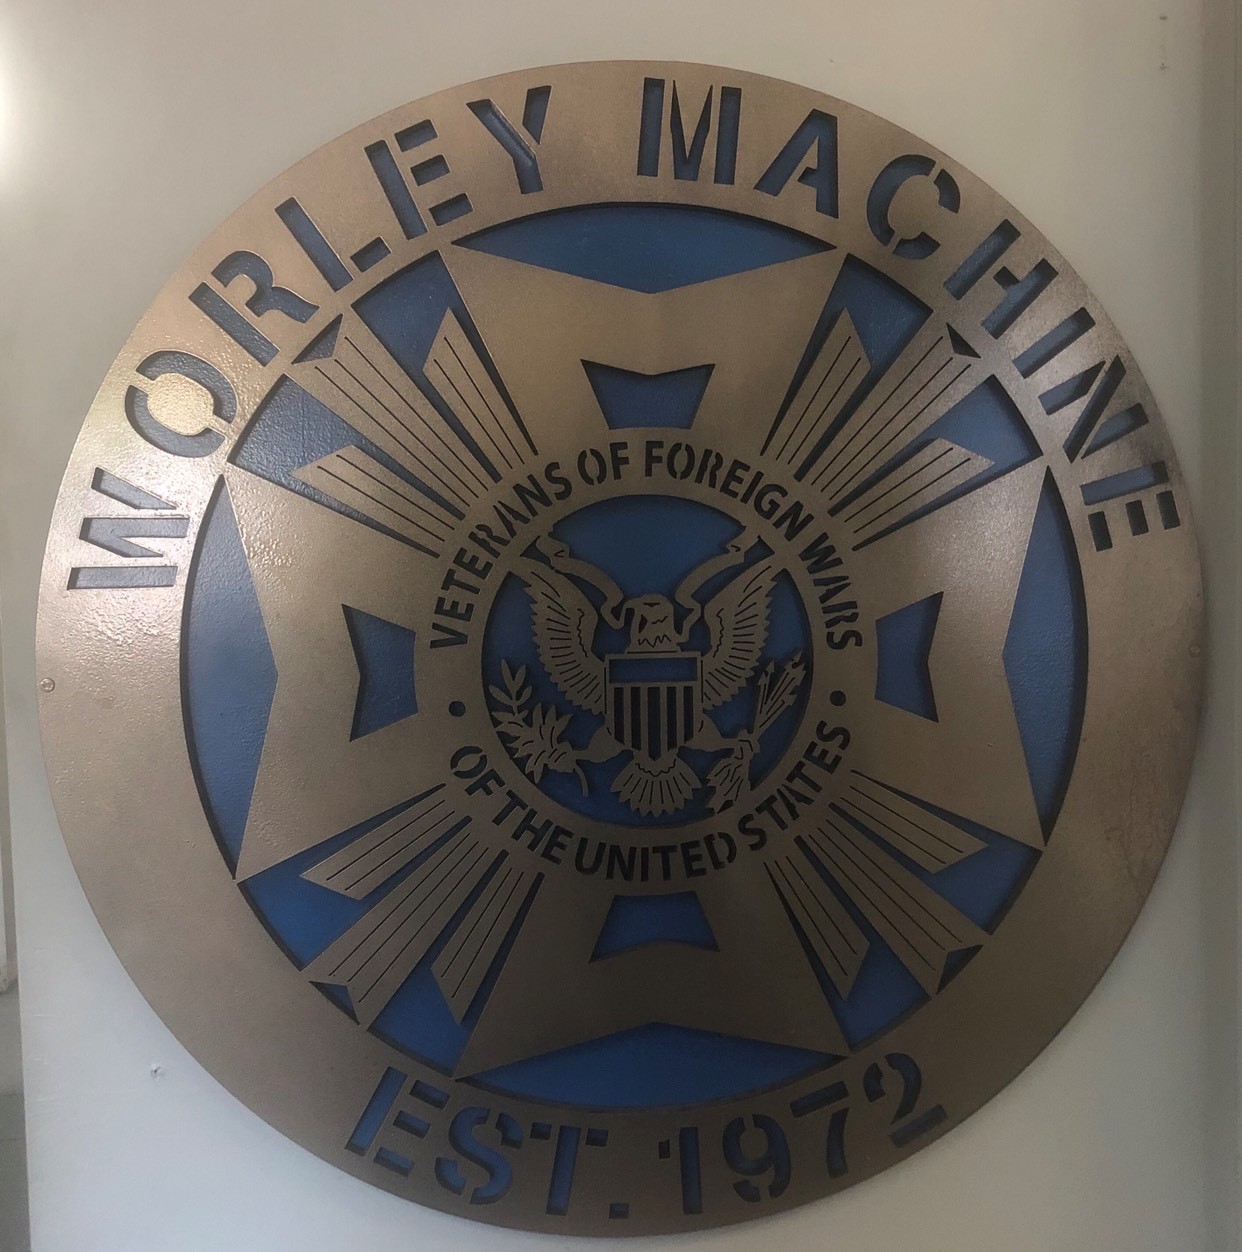 WORLEY MACHINE
VETERANS OF FOREIGN WARS
• OF THE UNITED STATES •
EST. 1972